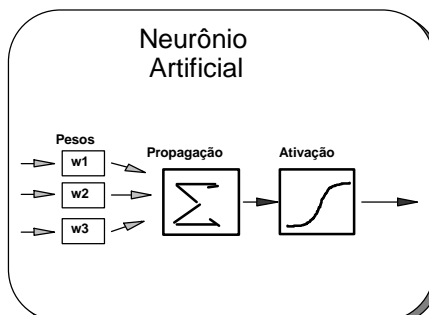 Neurônio
Artificial
Pesos
Propagação
Ativação
w1
w2
w3